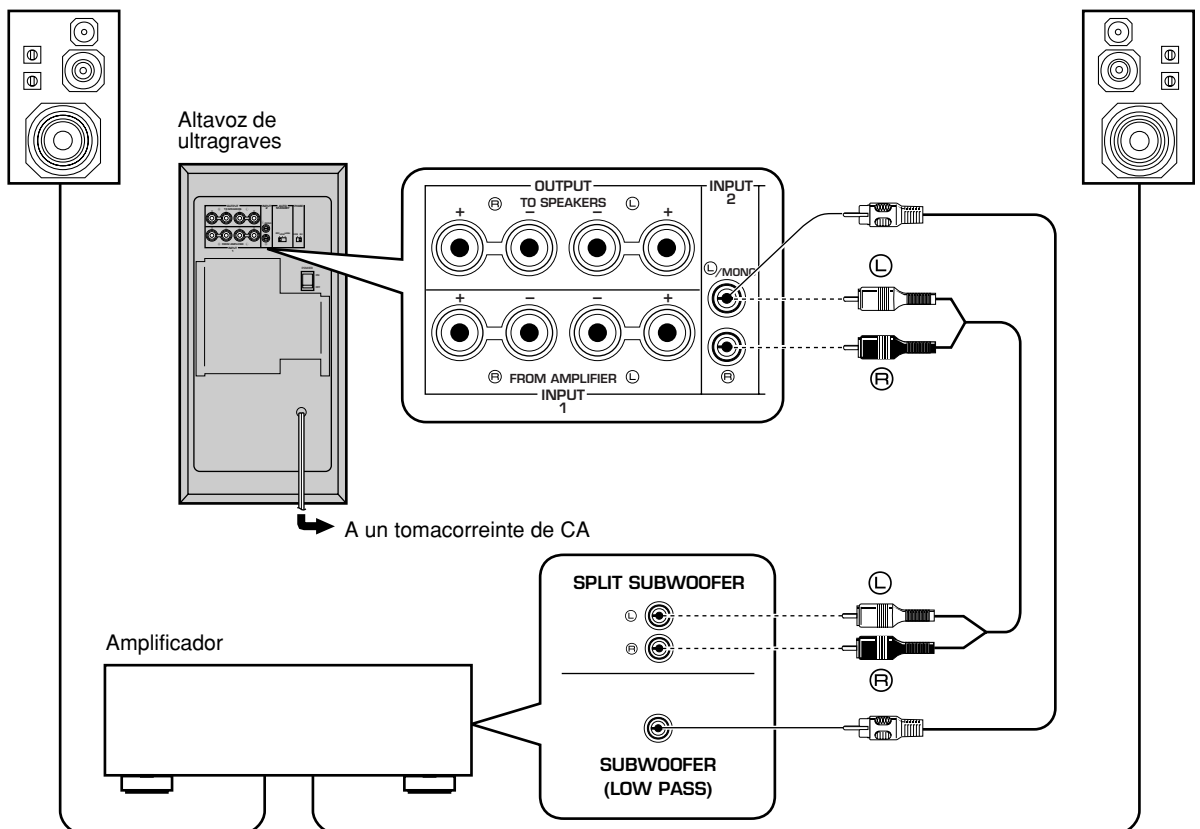 Altavoz de
ultragraves
OUTPUT
TO SPEAKERS
INPUT
2
Ⓡ Ⓛ
+ − − +
Ⓛ/MONO
+ − − +
Ⓡ FROM AMPLIFIER Ⓛ
INPUT
1
Ⓡ
Ⓛ
Ⓡ
A un tomacorreinte de CA
SPLIT SUBWOOFER
Ⓛ
Ⓡ
Ⓛ
Ⓡ
Amplificador
SUBWOOFER
(LOW PASS)